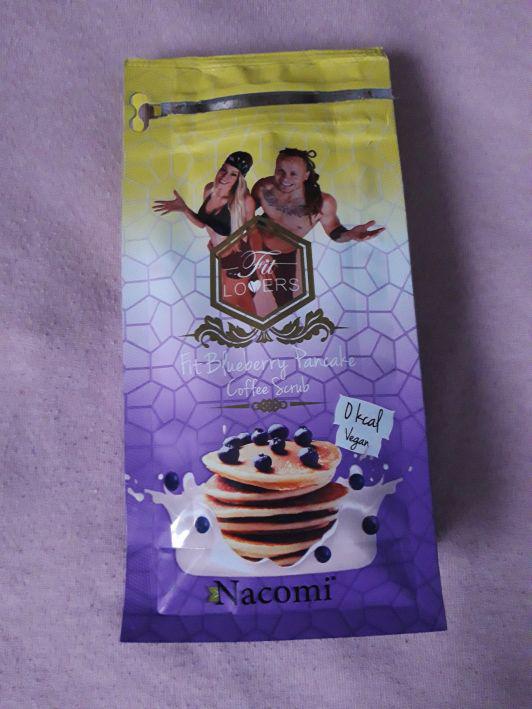 Fit
LOVERS
Fit Blueberry Pancake
Coffee Scrub
0 kcal
Vegan
Nacomi